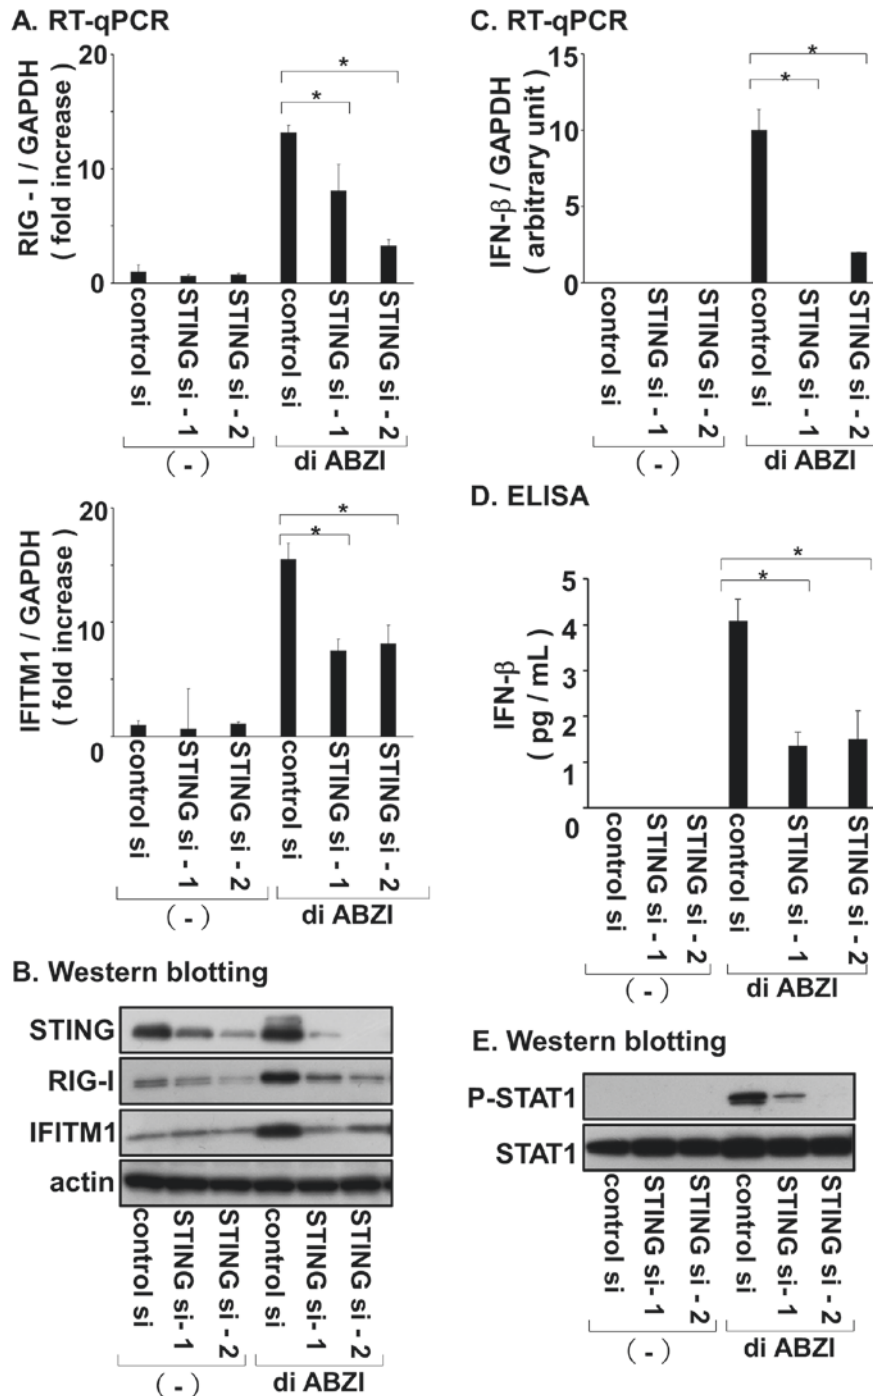 A. RT-qPCR
RIG - I / GAPDH
( fold increase )
20
10
0
*
*
control si
STING si - 1
STING si - 2
control si
STING si - 1
STING si - 2
( - )
di ABZI
IFITM1 / GAPDH
( fold increase )
20
10
0
*
*
control si
STING si - 1
STING si - 2
control si
STING si - 1
STING si - 2
( - )
di ABZI
B. Western blotting
STING
RIG-I
IFITM1
actin
control si
STING si- 1
STING si - 2
control si
STING si - 1
STING si - 2
( - )
di ABZI
C. RT-qPCR
IFN-β / GAPDH
( arbitrary unit )
15
10
5
0
*
*
control si
STING si - 1
STING si - 2
control si
STING si - 1
STING si - 2
( - )
di ABZI
D. ELISA
IFN-β
( pg / mL )
5
4
3
2
1
0
*
*
control si
STING si - 1
STING si - 2
control si
STING si - 1
STING si - 2
( - )
di ABZI
E. Western blotting
P-STAT1
STAT1
control si
STING si - 1
STING si - 2
control si
STING si - 1
STING si - 2
( - )
di ABZI